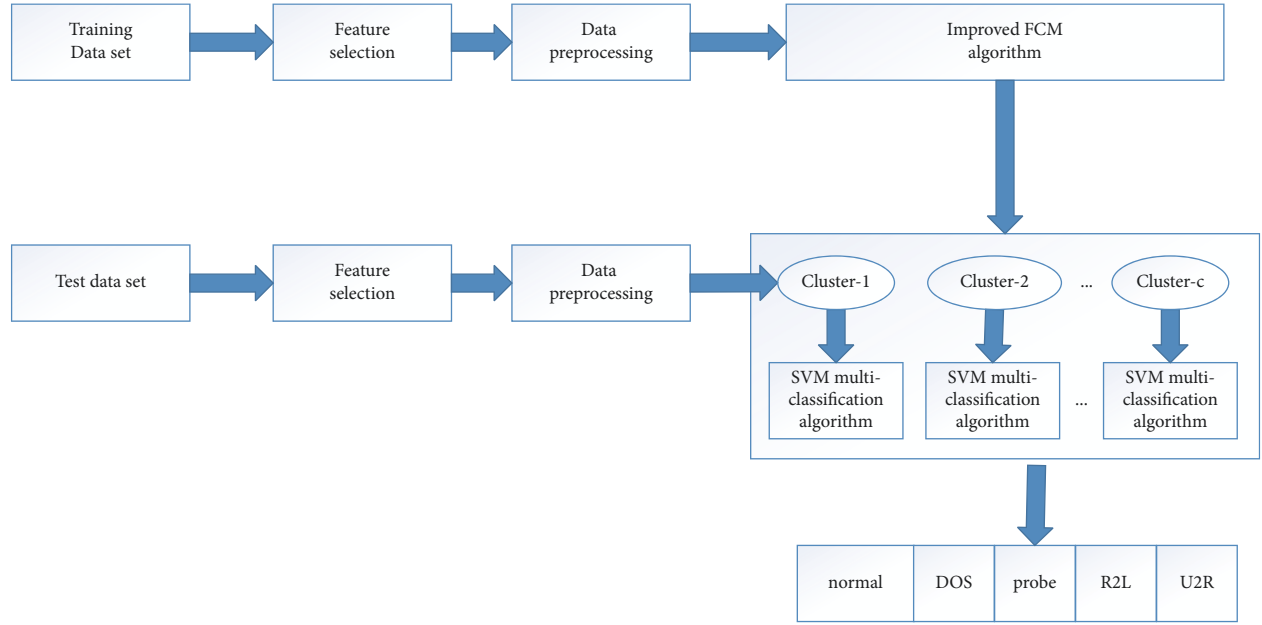 Training
Data set
Feature
selection
Data
preprocessing
Improved FCM
algorithm
Test data set
Feature
selection
Data
preprocessing
Cluster-1
Cluster-2
...
Cluster-c
SVM multi-
classification
algorithm
SVM multi-
classification
algorithm
...
SVM multi-
classification
algorithm
normal
DOS
probe
R2L
U2R